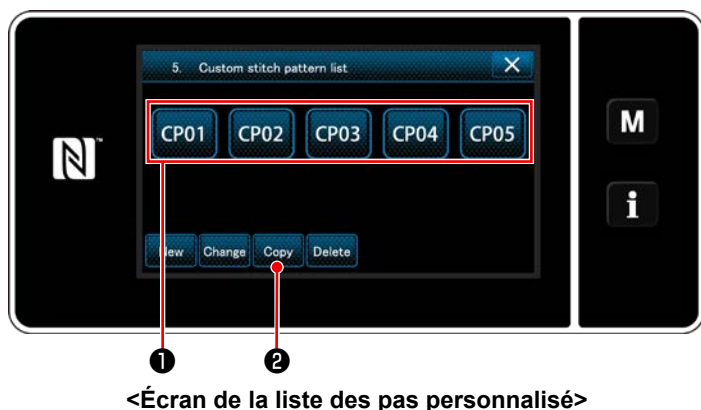 5. Custom stitch pattern list
CP01 CP02 CP03 CP04 CP05
M
i
New Change Copy Delete
❶ ❷
<Écran de la liste des pas personnalisé>